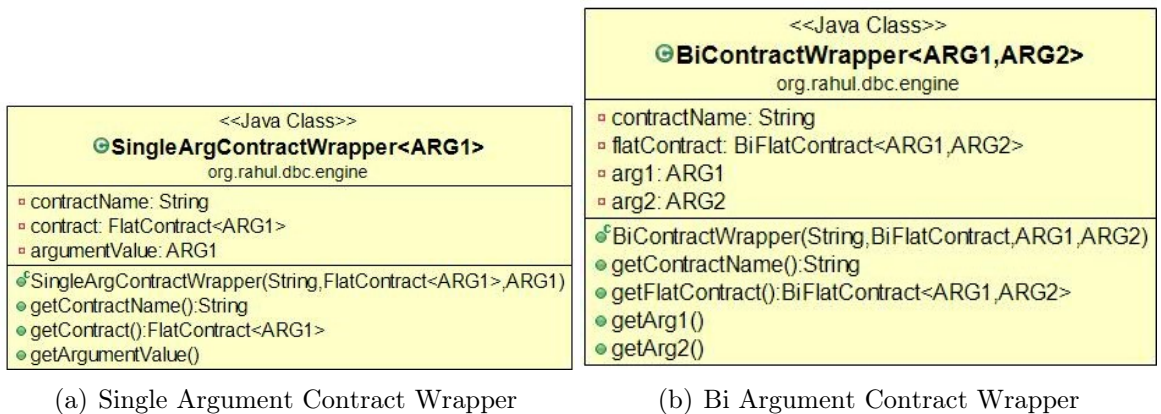 <<Java Class>>
SingleArgContractWrapper<ARG1>
org.rahul.dbc.engine
contractName: String
contract: FlatContract<ARG1>
argumentValue: ARG1
SingleArgContractWrapper(String,FlatContract<ARG1>,ARG1)
getContractName():String
getContract():FlatContract<ARG1>
getArgumentValue()
(a) Single Argument Contract Wrapper
<<Java Class>>
BiContractWrapper<ARG1,ARG2>
org.rahul.dbc.engine
contractName: String
flatContract: BiFlatContract<ARG1,ARG2>
arg1: ARG1
arg2: ARG2
BiContractWrapper(String,BiFlatContract,ARG1,ARG2)
getContractName():String
getFlatContract():BiFlatContract<ARG1,ARG2>
getArg1()
getArg2()
(b) Bi Argument Contract Wrapper